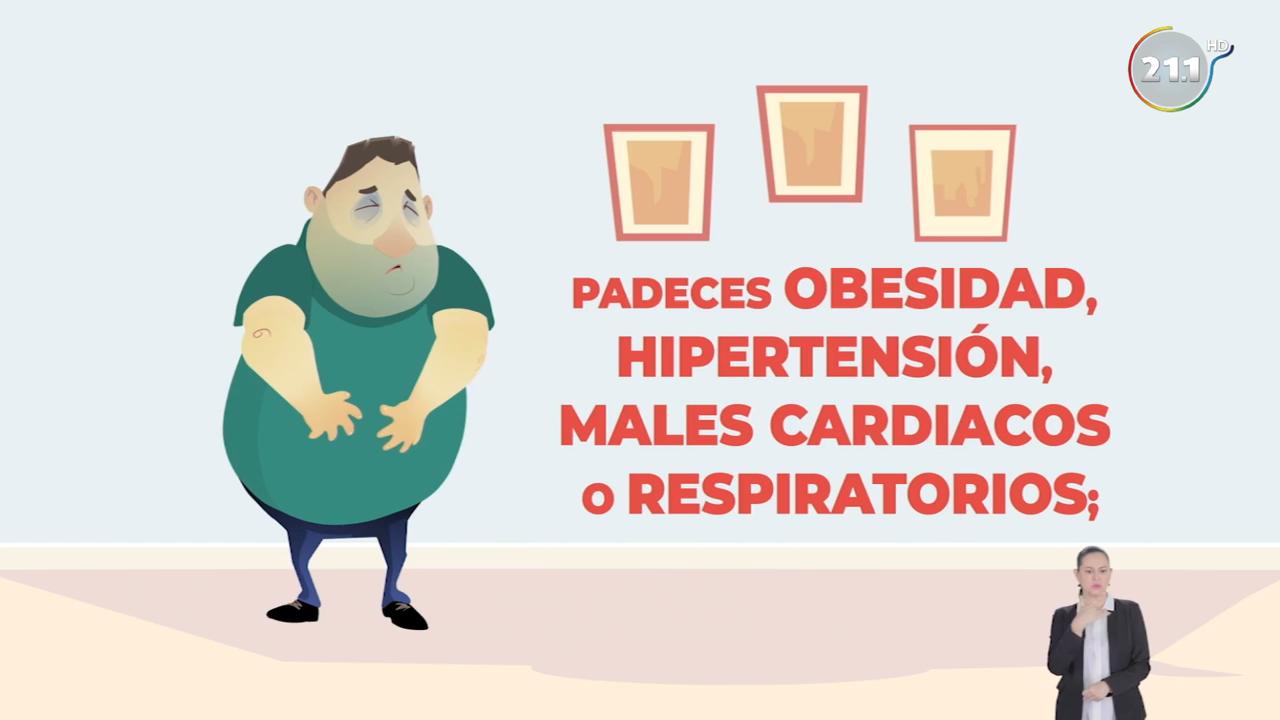 21.1 HD
PADECES OBESIDAD,
HIPERTENSIÓN,
MALES CARDIACOS
O RESPIRATORIOS;